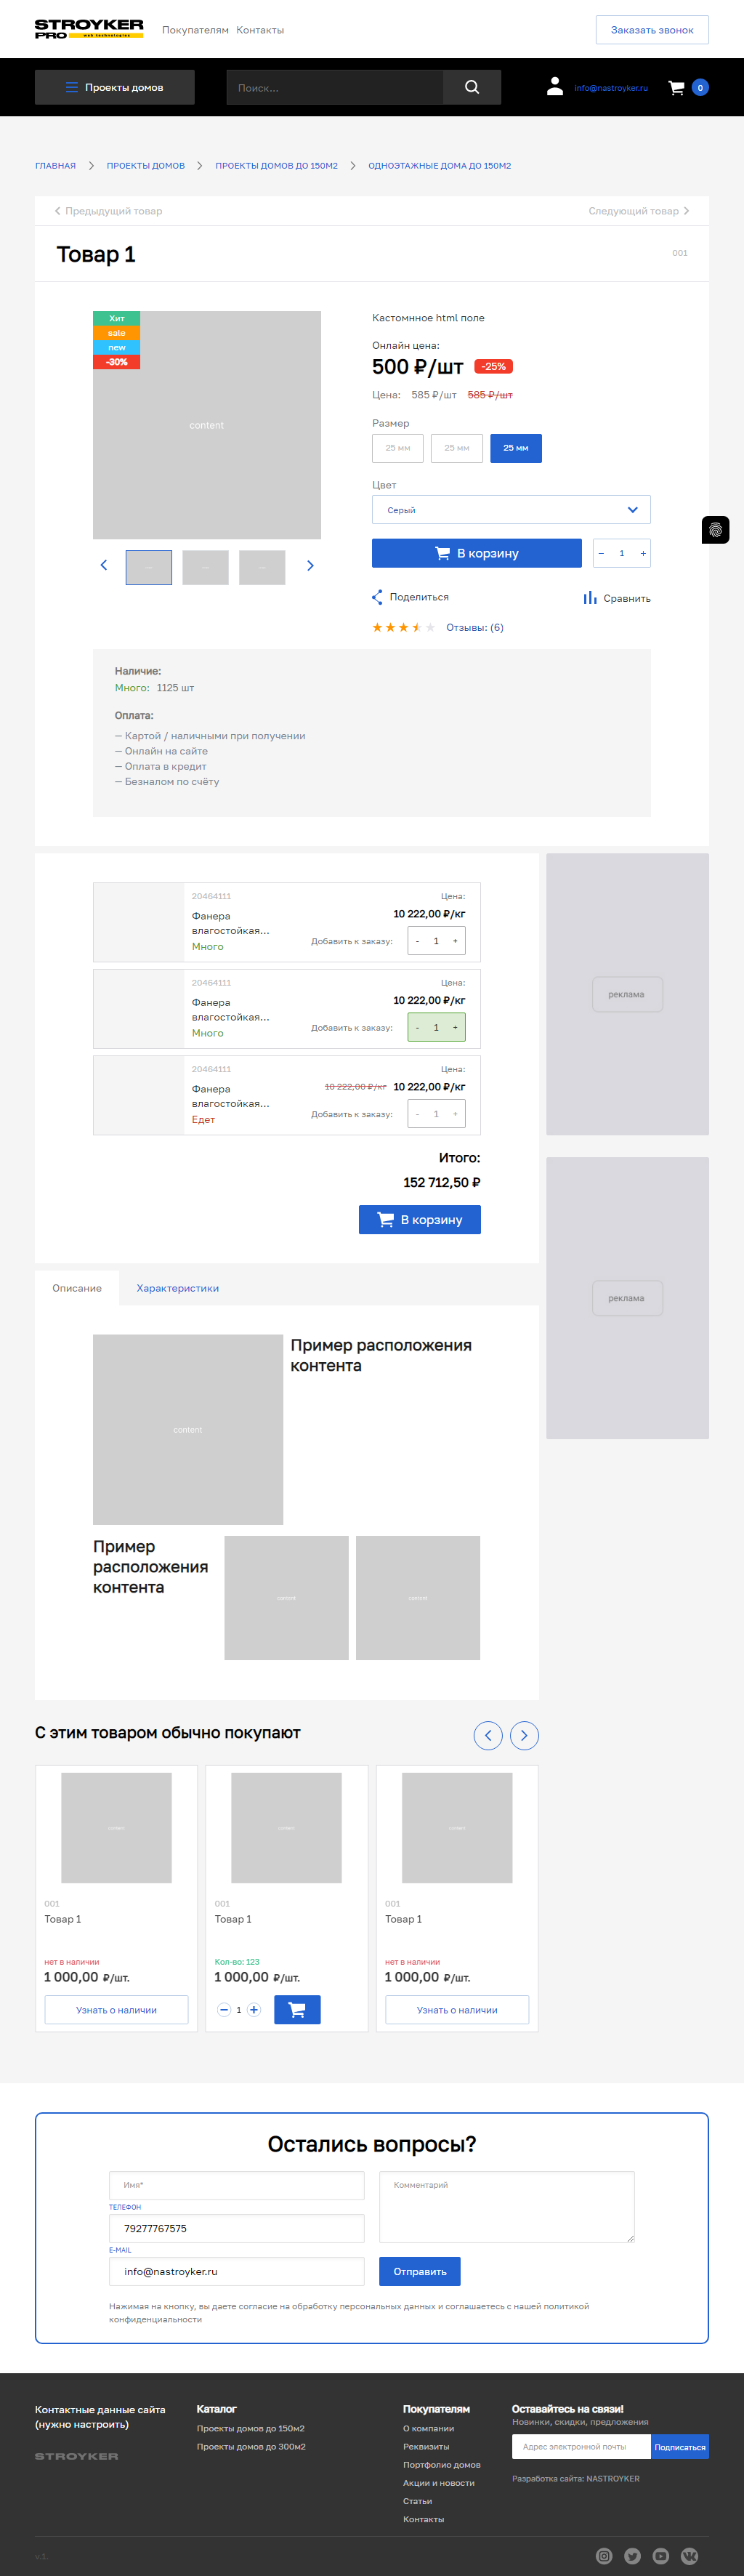 STROYKER
PRO web technologies
Покупателям Контакты
Заказать звонок
Проекты домов
Поиск...
info@nastroyker.ru
0
ГЛАВНАЯ
ПРОЕКТЫ ДОМОВ
ПРОЕКТЫ ДОМОВ ДО 150М2
ОДНОЭТАЖНЫЕ ДОМА ДО 150М2
Предыдущий товар
Следующий товар
Товар 1
001
Хит
sale
new
-30%
content
Кастомнное html поле
Онлайн цена:
500 ₽/шт -25%
Цена: 585 ₽/шт 585 ₽/шт
Размер
25 мм 25 мм 25 мм
Цвет
Серый
В корзину
– 1 +
Поделиться
Сравнить
Отзывы: (6)
Наличие:
Много: 1125 шт
Оплата:
— Картой / наличными при получении
— Онлайн на сайте
— Оплата в кредит
— Безналом по счёту
20464111
Цена:
Фанера
влагостойкая...
10 222,00 ₽/кг
Много
Добавить к заказу:
- 1 +
20464111
Цена:
Фанера
влагостойкая...
10 222,00 ₽/кг
Много
Добавить к заказу:
- 1 +
20464111
Цена:
Фанера
влагостойкая...
10 222,00 ₽/кг 10 222,00 ₽/кг
Едет
Добавить к заказу:
- 1 +
реклама
Итого:
152 712,50 ₽
В корзину
реклама
Описание
Характеристики
content
Пример расположения
контента
Пример
расположения
контента
content
content
С этим товаром обычно покупают
content
content
content
001
Товар 1
нет в наличии
1 000,00 ₽/шт.
Узнать о наличии
001
Товар 1
Кол-во: 123
1 000,00 ₽/шт.
1
001
Товар 1
нет в наличии
1 000,00 ₽/шт.
Узнать о наличии
Остались вопросы?
Имя*
Комментарий
ТЕЛЕФОН
79277767575
E-MAIL
info@nastroyker.ru
Отправить
Нажимая на кнопку, вы даете согласие на обработку персональных данных и соглашаетесь с нашей политикой
конфиденциальности
Контактные данные сайта
(нужно настроить)
STROYKER
Каталог
Проекты домов до 150м2
Проекты домов до 300м2
Покупателям
О компании
Реквизиты
Портфолио домов
Акции и новости
Статьи
Контакты
Оставайтесь на связи!
Новинки, скидки, предложения
Адрес электронной почты
Подписаться
Разработка сайта: NASTROYKER
v.1.